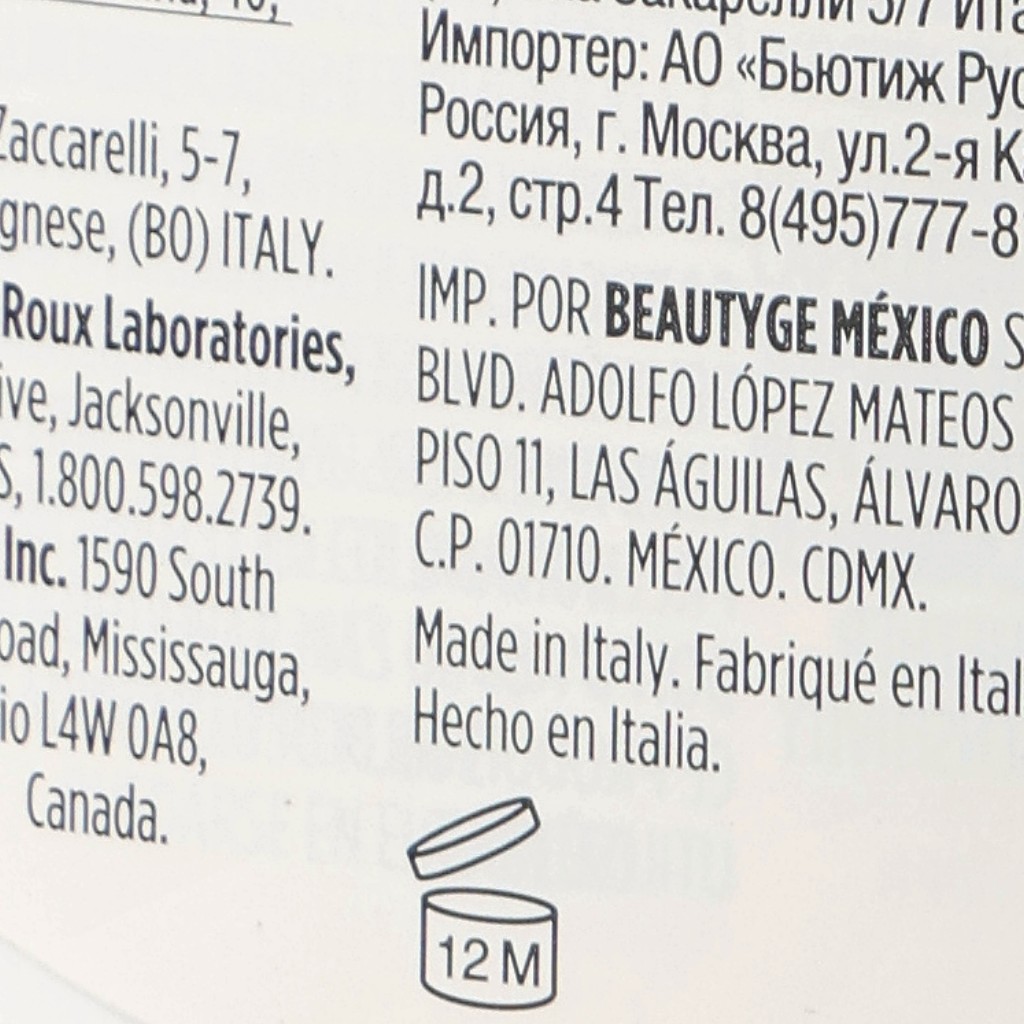 Zaccarelli, 5-7,
gnese, (BO) ITALY.
Roux Laboratories,
ive, Jacksonville,
S, 1.800.598.2739.
Inc. 1590 South
oad, Mississauga,
io L4W 0A8,
Canada.
Импортер: АО «Бьютиж Рус
Россия, г. Москва, ул.2-я К
д.2, стр.4 Тел. 8(495)777-8
IMP. POR BEAUTYGE MÉXICO S
BLVD. ADOLFO LÓPEZ MATEOS
PISO 11, LAS ÁGUILAS, ÁLVARO
C.P. 01710. MÉXICO. CDMX.
Made in Italy. Fabriqué en Ital
Hecho en Italia.
12 M